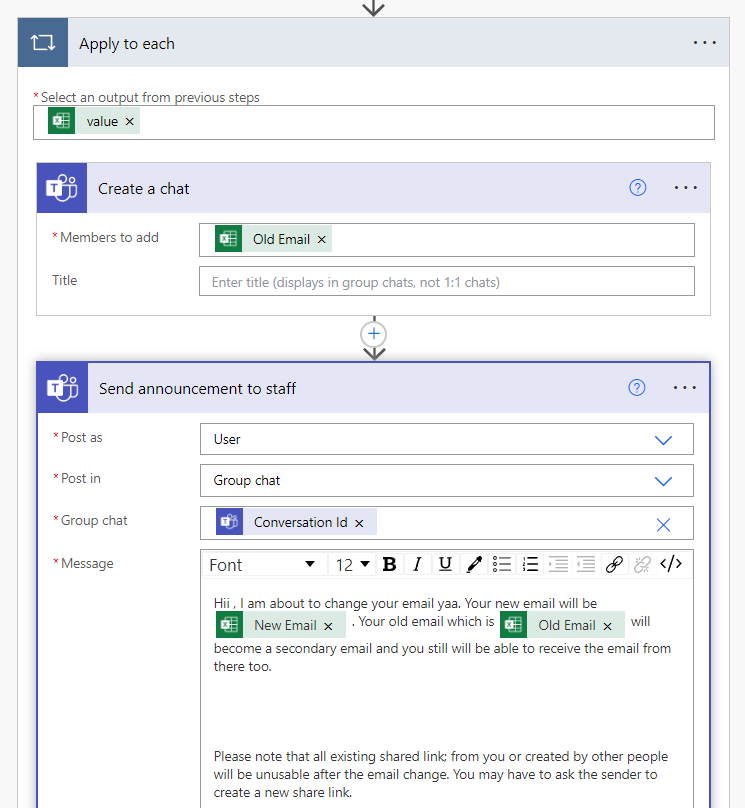 Apply to each
* Select an output from previous steps
value ×
Create a chat
* Members to add
Old Email ×
Title
Enter title (displays in group chats, not 1:1 chats)
Send announcement to staff
* Post as
User
* Post in
Group chat
* Group chat
Conversation Id ×
* Message
Font 12 B I U </>
Hii , I am about to change your email yaa. Your new email will be
New Email × . Your old email which is Old Email × will
become a secondary email and you still will be able to receive the email from
there too.
Please note that all existing shared link; from you or created by other people
will be unusable after the email change. You may have to ask the sender to
create a new share link.